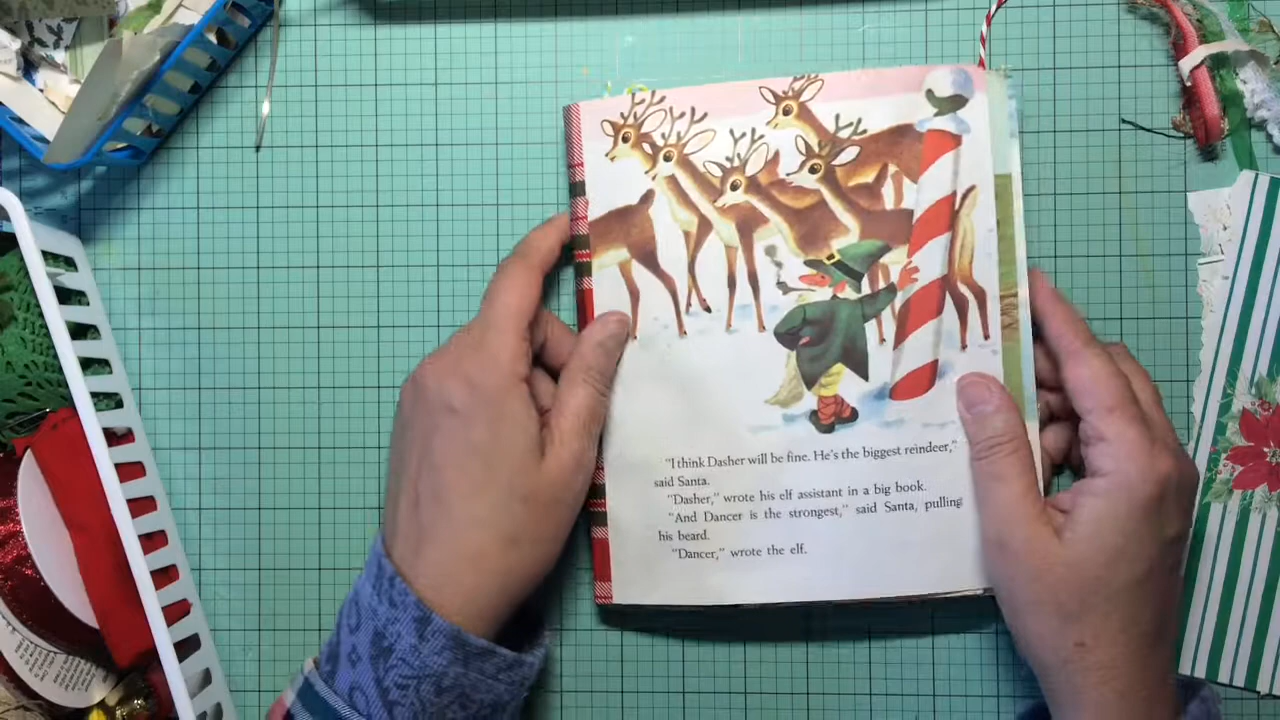 "I think Dasher will be fine. He's the biggest reindeer,"
said Santa.
"Dasher," wrote his elf assistant in a big book.
"And Dancer is the strongest," said Santa, pulling
his beard.
"Dancer," wrote the elf.